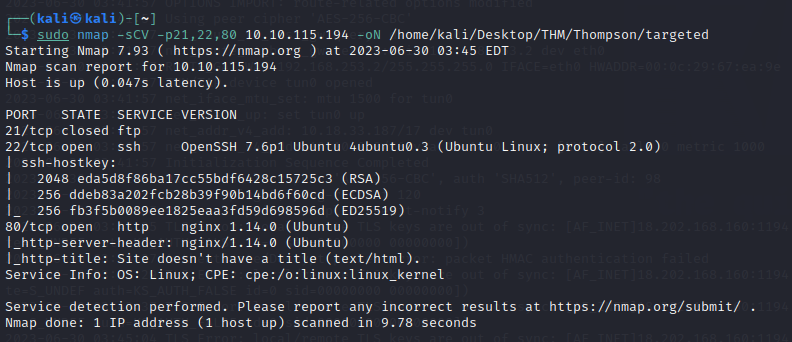 ┌──(kali㉿kali)-[~]
└─$ sudo nmap -sCV -p21,22,80 10.10.115.194 -oN /home/kali/Desktop/THM/Thompson/targeted
Starting Nmap 7.93 ( https://nmap.org ) at 2023-06-30 03:45 EDT
Nmap scan report for 10.10.115.194
Host is up (0.047s latency).

PORT   STATE  SERVICE VERSION
21/tcp closed ftp
22/tcp open   ssh     OpenSSH 7.6p1 Ubuntu 4ubuntu0.3 (Ubuntu Linux; protocol 2.0)
| ssh-hostkey:
|   2048 eda5d8f86ba17cc55bdf6428c15725c3 (RSA)
|   256 ddeb83a202fcb28b39f90b14bd6f60cd (ECDSA)
|_  256 fb3f5b0089ee1825eaa3fd59d698596d (ED25519)
80/tcp open   http    nginx 1.14.0 (Ubuntu)
|_http-server-header: nginx/1.14.0 (Ubuntu)
|_http-title: Site doesn't have a title (text/html).
Service Info: OS: Linux; CPE: cpe:/o:linux:linux_kernel

Service detection performed. Please report any incorrect results at https://nmap.org/submit/ .
Nmap done: 1 IP address (1 host up) scanned in 9.78 seconds